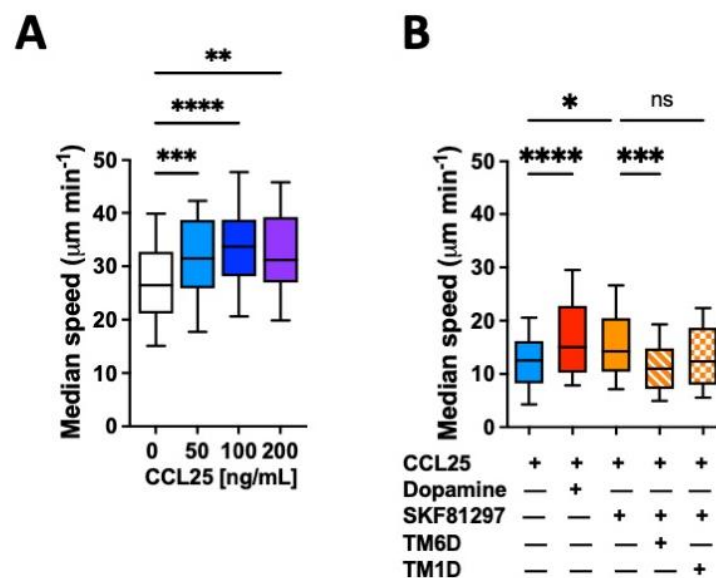 A
B
**
****
***
* ns
**** ***
Median speed (μm min⁻¹)
50
40
30
20
10
0
0 50 100 200
CCL25 [ng/mL]
Median speed (μm min⁻¹)
50
40
30
20
10
0
CCL25 + + + + +
Dopamine — + — — —
SKF81297 — — + + +
TM6D — — — + —
TM1D — — — — +